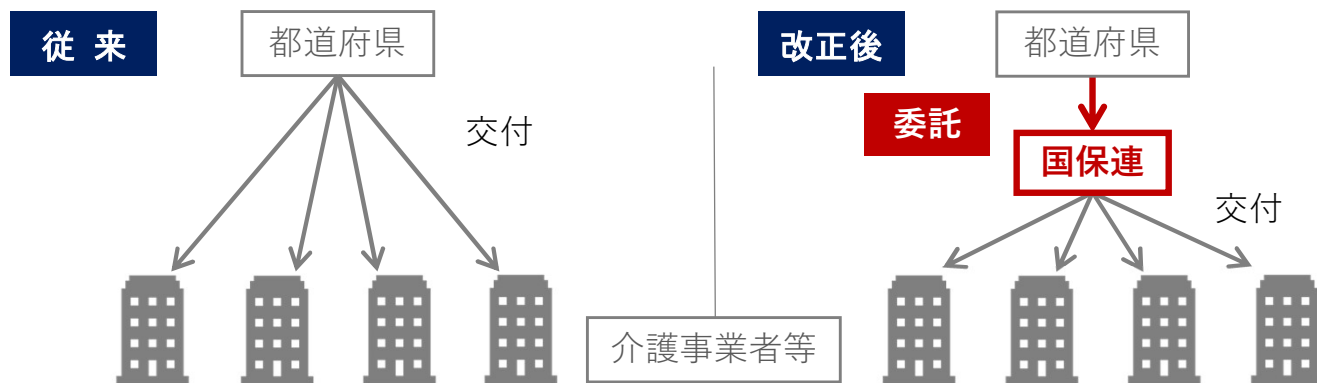 従 来
都道府県
交付
改正後
都道府県
委託
国保連
交付
介護事業者等